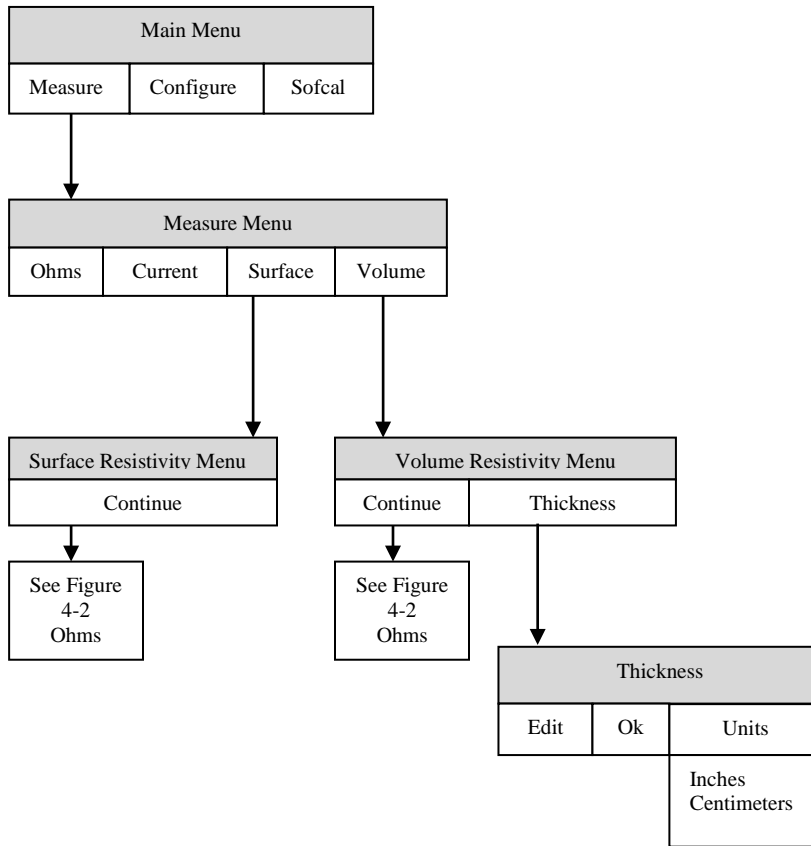 Main Menu
Measure Configure Sofcal
Measure Menu
Ohms Current Surface Volume
Surface Resistivity Menu
Continue
See Figure
4-2
Ohms
Volume Resistivity Menu
Continue Thickness
See Figure
4-2
Ohms
Thickness
Edit Ok Units
Inches
Centimeters